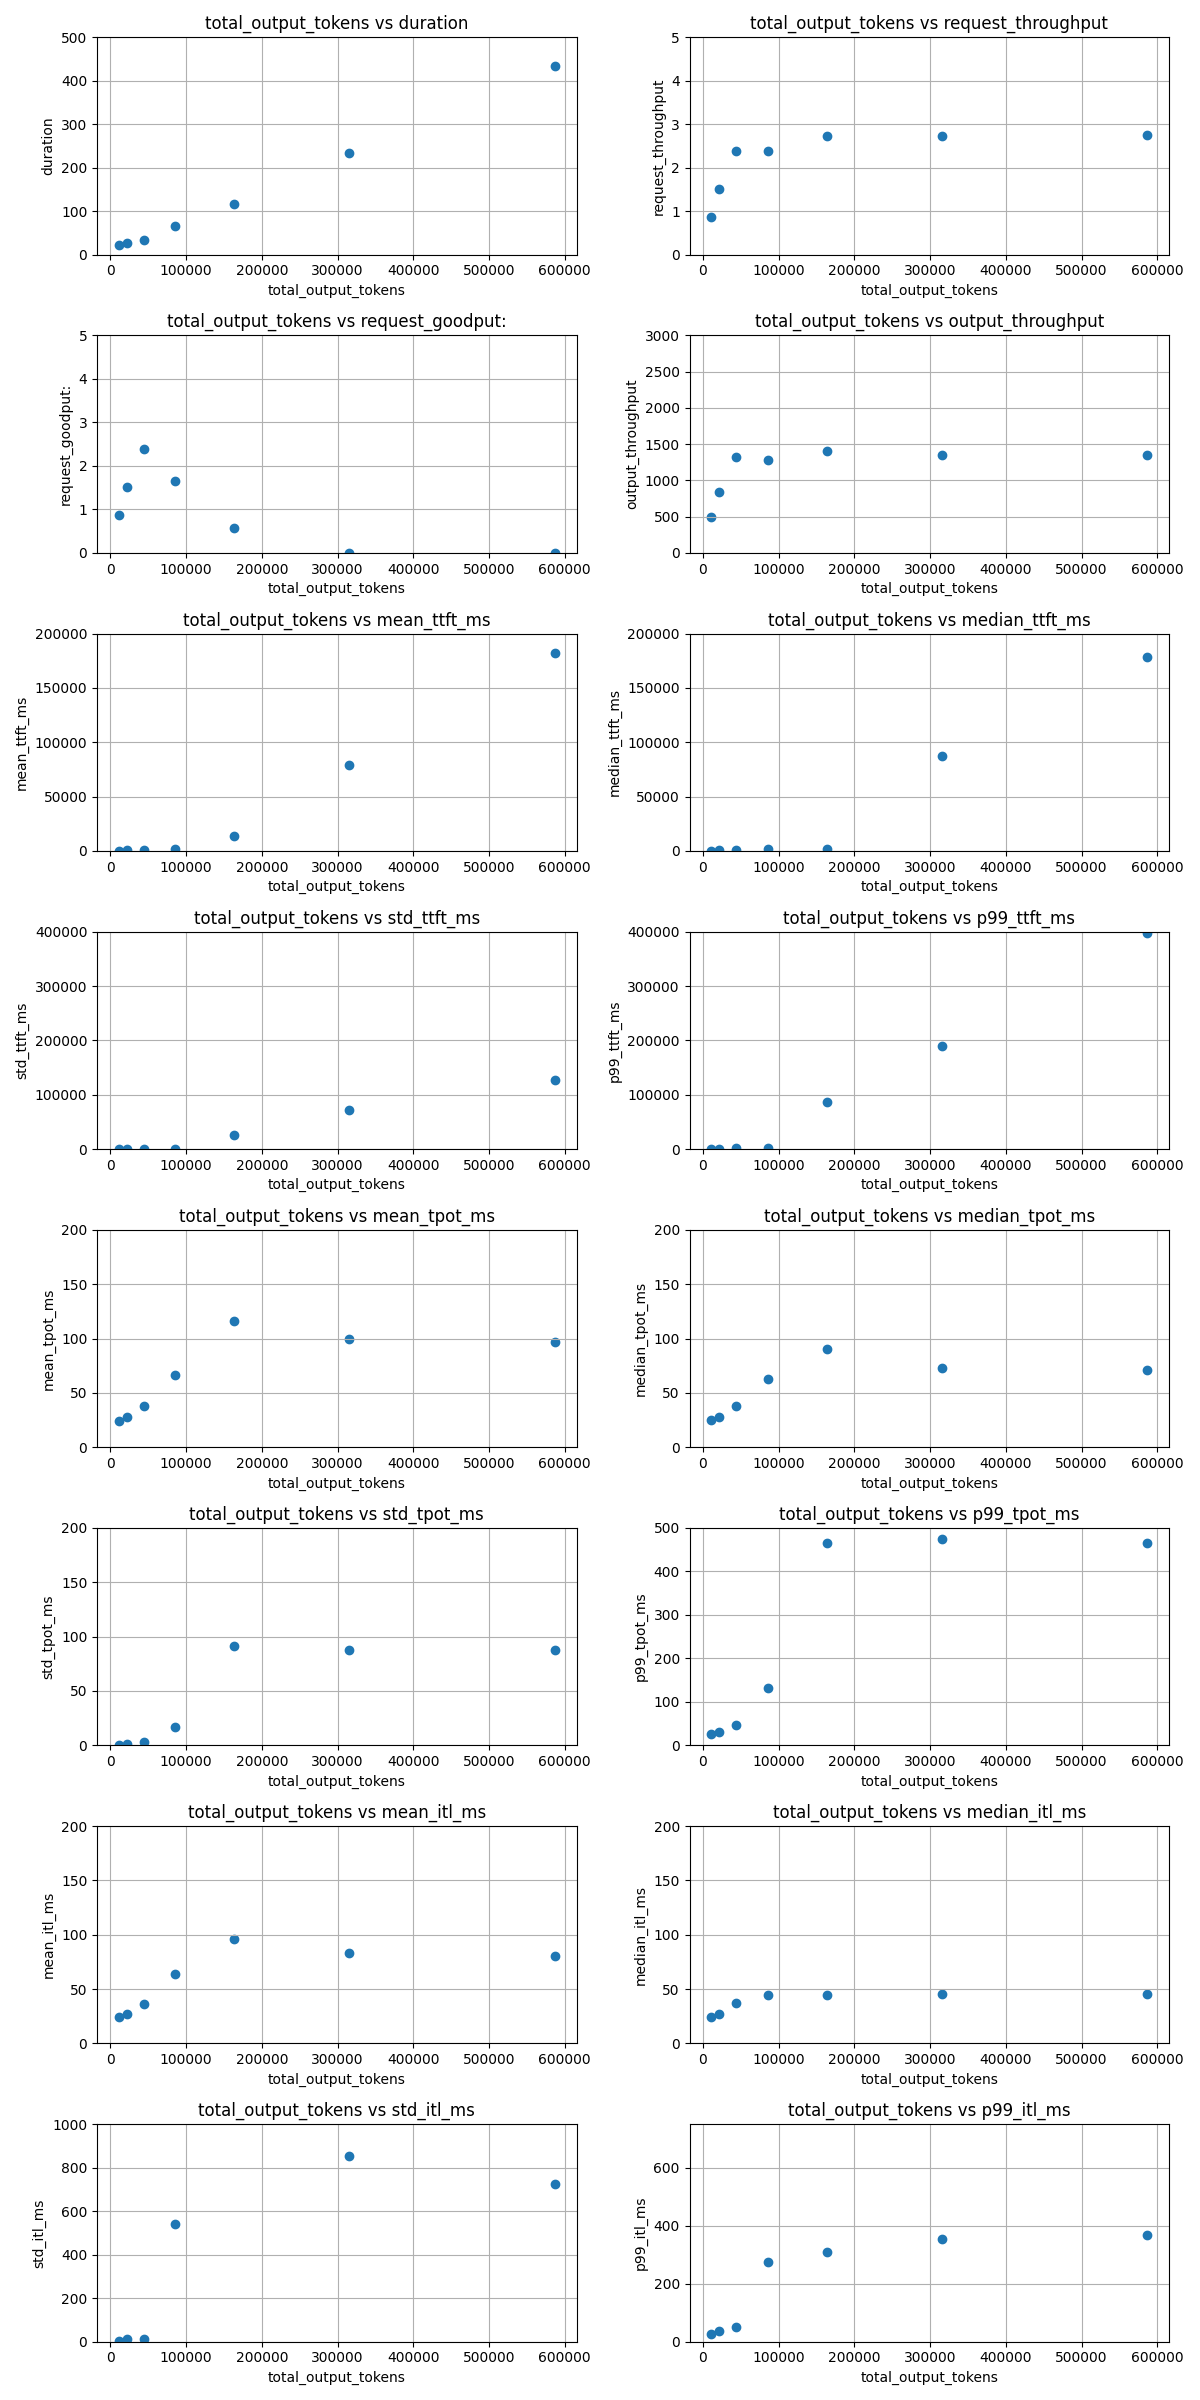 total_output_tokens vs duration
500
400
300
200
100
0
duration
0 100000 200000 300000 400000 500000 600000
total_output_tokens
total_output_tokens vs request_throughput
5
4
3
2
1
0
request_throughput
0 100000 200000 300000 400000 500000 600000
total_output_tokens
total_output_tokens vs request_goodput:
5
4
3
2
1
0
request_goodput:
0 100000 200000 300000 400000 500000 600000
total_output_tokens
total_output_tokens vs output_throughput
3000
2500
2000
1500
1000
500
0
output_throughput
0 100000 200000 300000 400000 500000 600000
total_output_tokens
total_output_tokens vs mean_ttft_ms
200000
150000
100000
50000
0
mean_ttft_ms
0 100000 200000 300000 400000 500000 600000
total_output_tokens
total_output_tokens vs median_ttft_ms
200000
150000
100000
50000
0
median_ttft_ms
0 100000 200000 300000 400000 500000 600000
total_output_tokens
total_output_tokens vs std_ttft_ms
400000
300000
200000
100000
0
std_ttft_ms
0 100000 200000 300000 400000 500000 600000
total_output_tokens
total_output_tokens vs p99_ttft_ms
400000
300000
200000
100000
0
p99_ttft_ms
0 100000 200000 300000 400000 500000 600000
total_output_tokens
total_output_tokens vs mean_tpot_ms
200
150
100
50
0
mean_tpot_ms
0 100000 200000 300000 400000 500000 600000
total_output_tokens
total_output_tokens vs median_tpot_ms
200
150
100
50
0
median_tpot_ms
0 100000 200000 300000 400000 500000 600000
total_output_tokens
total_output_tokens vs std_tpot_ms
200
150
100
50
0
std_tpot_ms
0 100000 200000 300000 400000 500000 600000
total_output_tokens
total_output_tokens vs p99_tpot_ms
500
400
300
200
100
0
p99_tpot_ms
0 100000 200000 300000 400000 500000 600000
total_output_tokens
total_output_tokens vs mean_itl_ms
200
150
100
50
0
mean_itl_ms
0 100000 200000 300000 400000 500000 600000
total_output_tokens
total_output_tokens vs median_itl_ms
200
150
100
50
0
median_itl_ms
0 100000 200000 300000 400000 500000 600000
total_output_tokens
total_output_tokens vs std_itl_ms
1000
800
600
400
200
0
std_itl_ms
0 100000 200000 300000 400000 500000 600000
total_output_tokens
total_output_tokens vs p99_itl_ms
600
400
200
0
p99_itl_ms
0 100000 200000 300000 400000 500000 600000
total_output_tokens